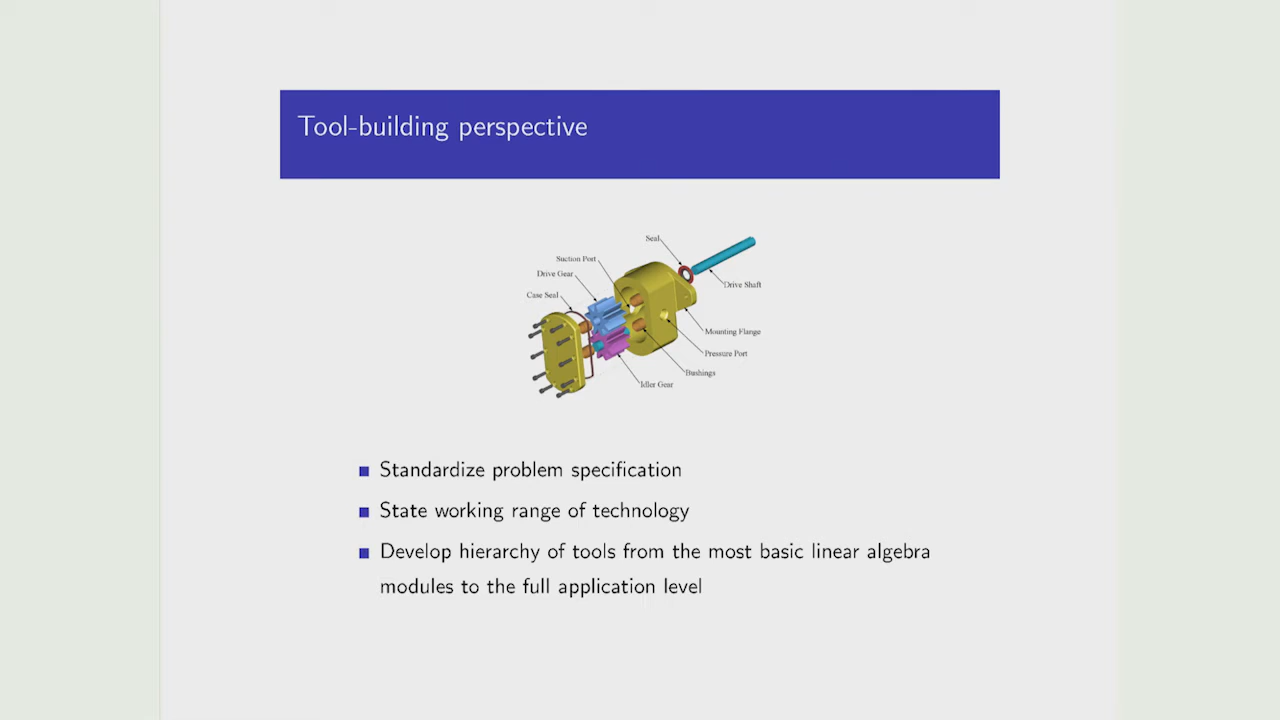 Tool-building perspective
Seal
Suction Port
Drive Gear
Drive Shaft
Case Seal
Mounting Flange
Pressure Port
Bushings
Idler Gear
Standardize problem specification
State working range of technology
Develop hierarchy of tools from the most basic linear algebra
modules to the full application level